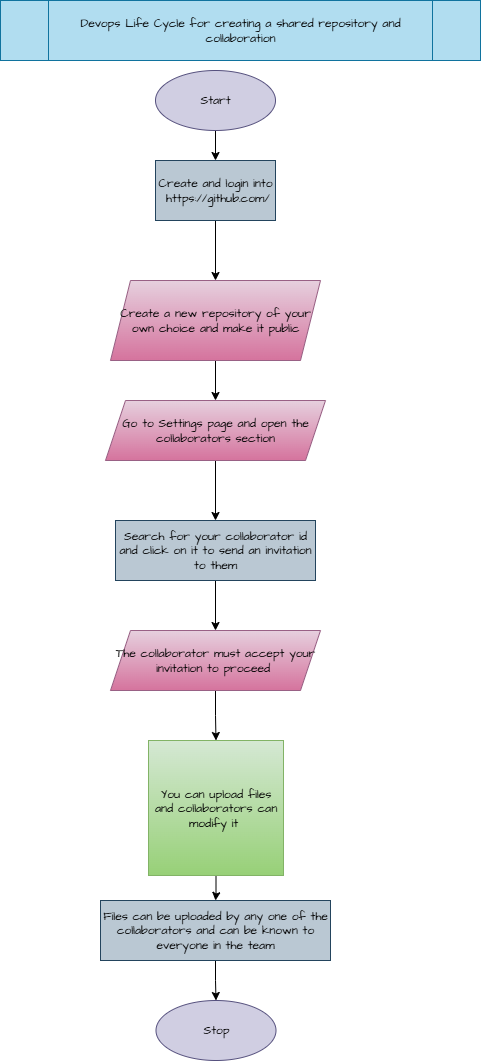 Devops Life Cycle for creating a shared repository and
collaboration
Start
Create and login into
https://github.com/
Create a new repository of your
own choice and make it public
Go to Settings page and open the
collaborators section
Search for your collaborator id
and click on it to send an invitation
to them
The collaborator must accept your
invitation to proceed
You can upload files
and collaborators can
modify it
Files can be uploaded by any one of the
collaborators and can be known to
everyone in the team
Stop